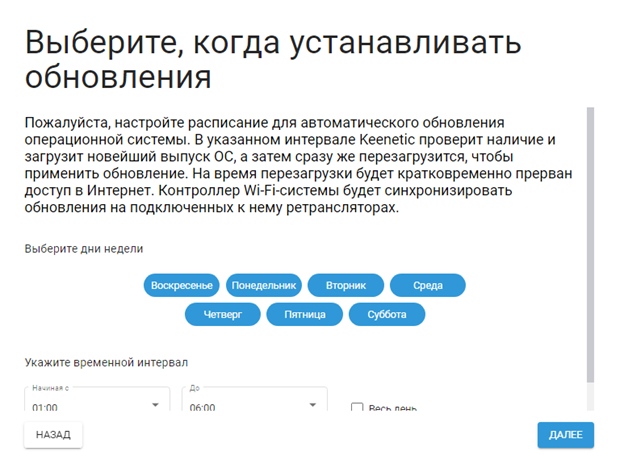 Выберите, когда устанавливать
обновления
Пожалуйста, настройте расписание для автоматического обновления
операционной системы. В указанном интервале Keenetic проверит наличие и
загрузит новейший выпуск ОС, а затем сразу же перезагрузится, чтобы
применить обновление. На время перезагрузки будет кратковременно прерван
доступ в Интернет. Контроллер Wi-Fi-системы будет синхронизировать
обновления на подключенных к нему ретрансляторах.
Выберите дни недели
Воскресенье Понедельник Вторник Среда
Четверг Пятница Суббота
Укажите временной интервал
Начиная с До
01:00 06:00 Весь день
НАЗАД ДАЛЕЕ